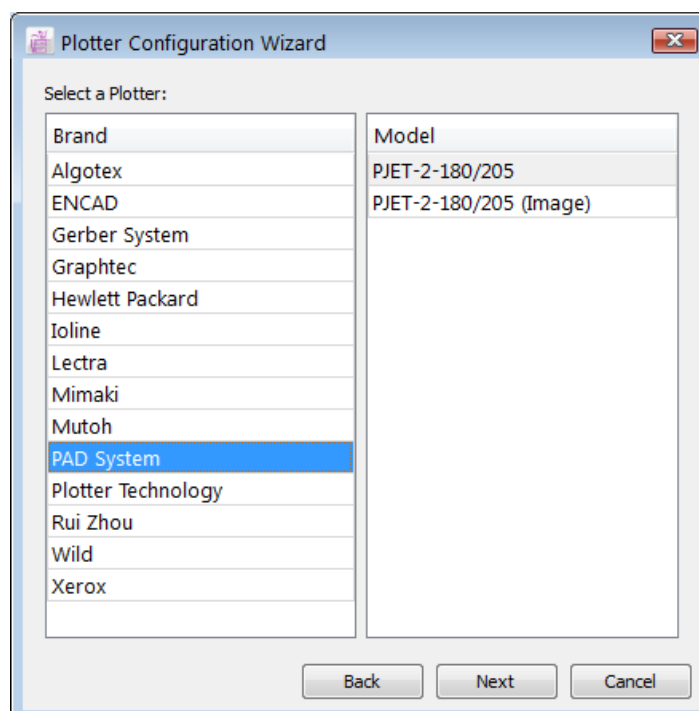 Plotter Configuration Wizard
Select a Plotter:
Brand
Algotex
ENCAD
Gerber System
Graphtec
Hewlett Packard
Ioline
Lectra
Mimaki
Mutoh
PAD System
Plotter Technology
Rui Zhou
Wild
Xerox
Model
PJET-2-180/205
PJET-2-180/205 (Image)
Back Next Cancel